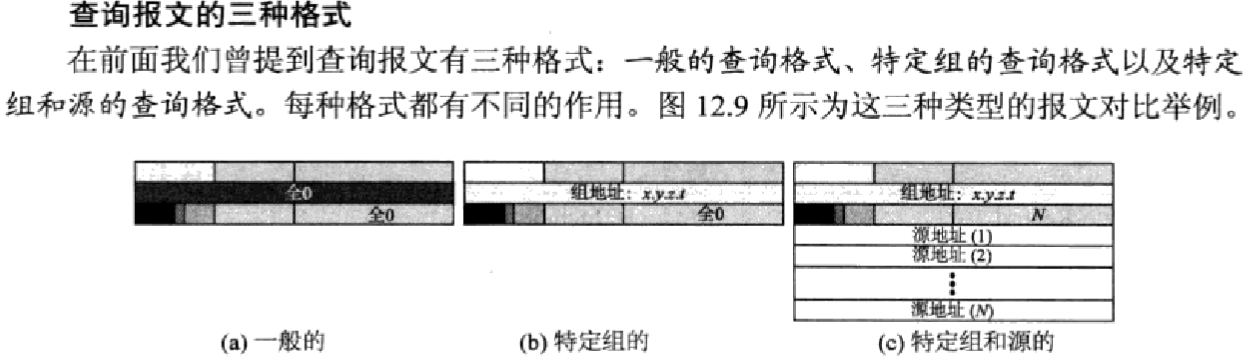 查询报文的三种格式
在前面我们曾提到查询报文有三种格式：一般的查询格式、特定组的查询格式以及特定
组和源的查询格式。每种格式都有不同的作用。图 12.9 所示为这三种类型的报文对比举例。
全0
全0
(a) 一般的
组地址：x.y.z.t
全0
(b) 特定组的
组地址：x.y.z.t
N
源地址 (1)
源地址 (2)
源地址 (N)
(c) 特定组和源的